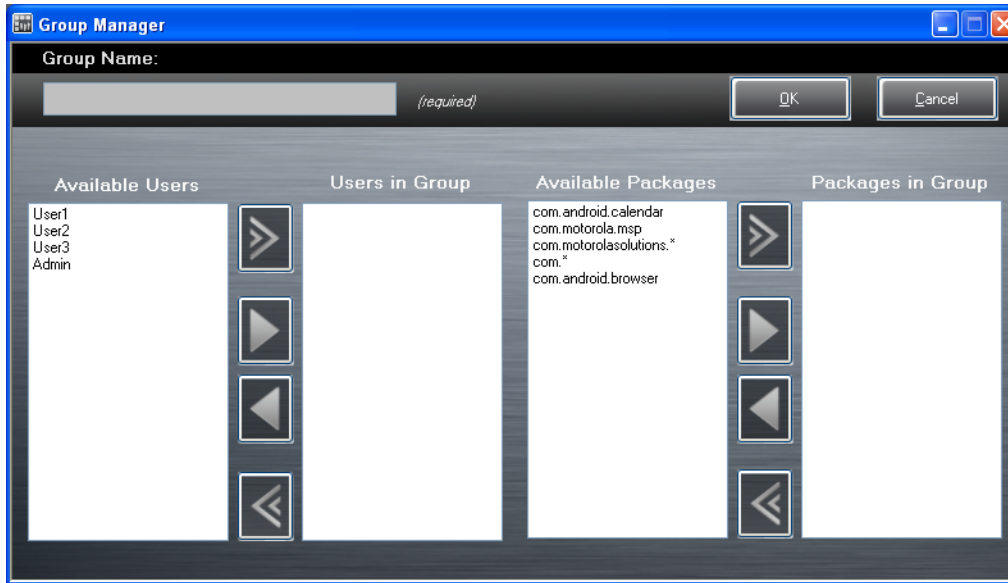 Group Manager
Group Name:
(required)
OK
Cancel
Available Users
Users in Group
Available Packages
Packages in Group
User1
User2
User3
Admin
com.android.calendar
com.motorola.msp
com.motorolasolutions.*
com.*
com.android.browser